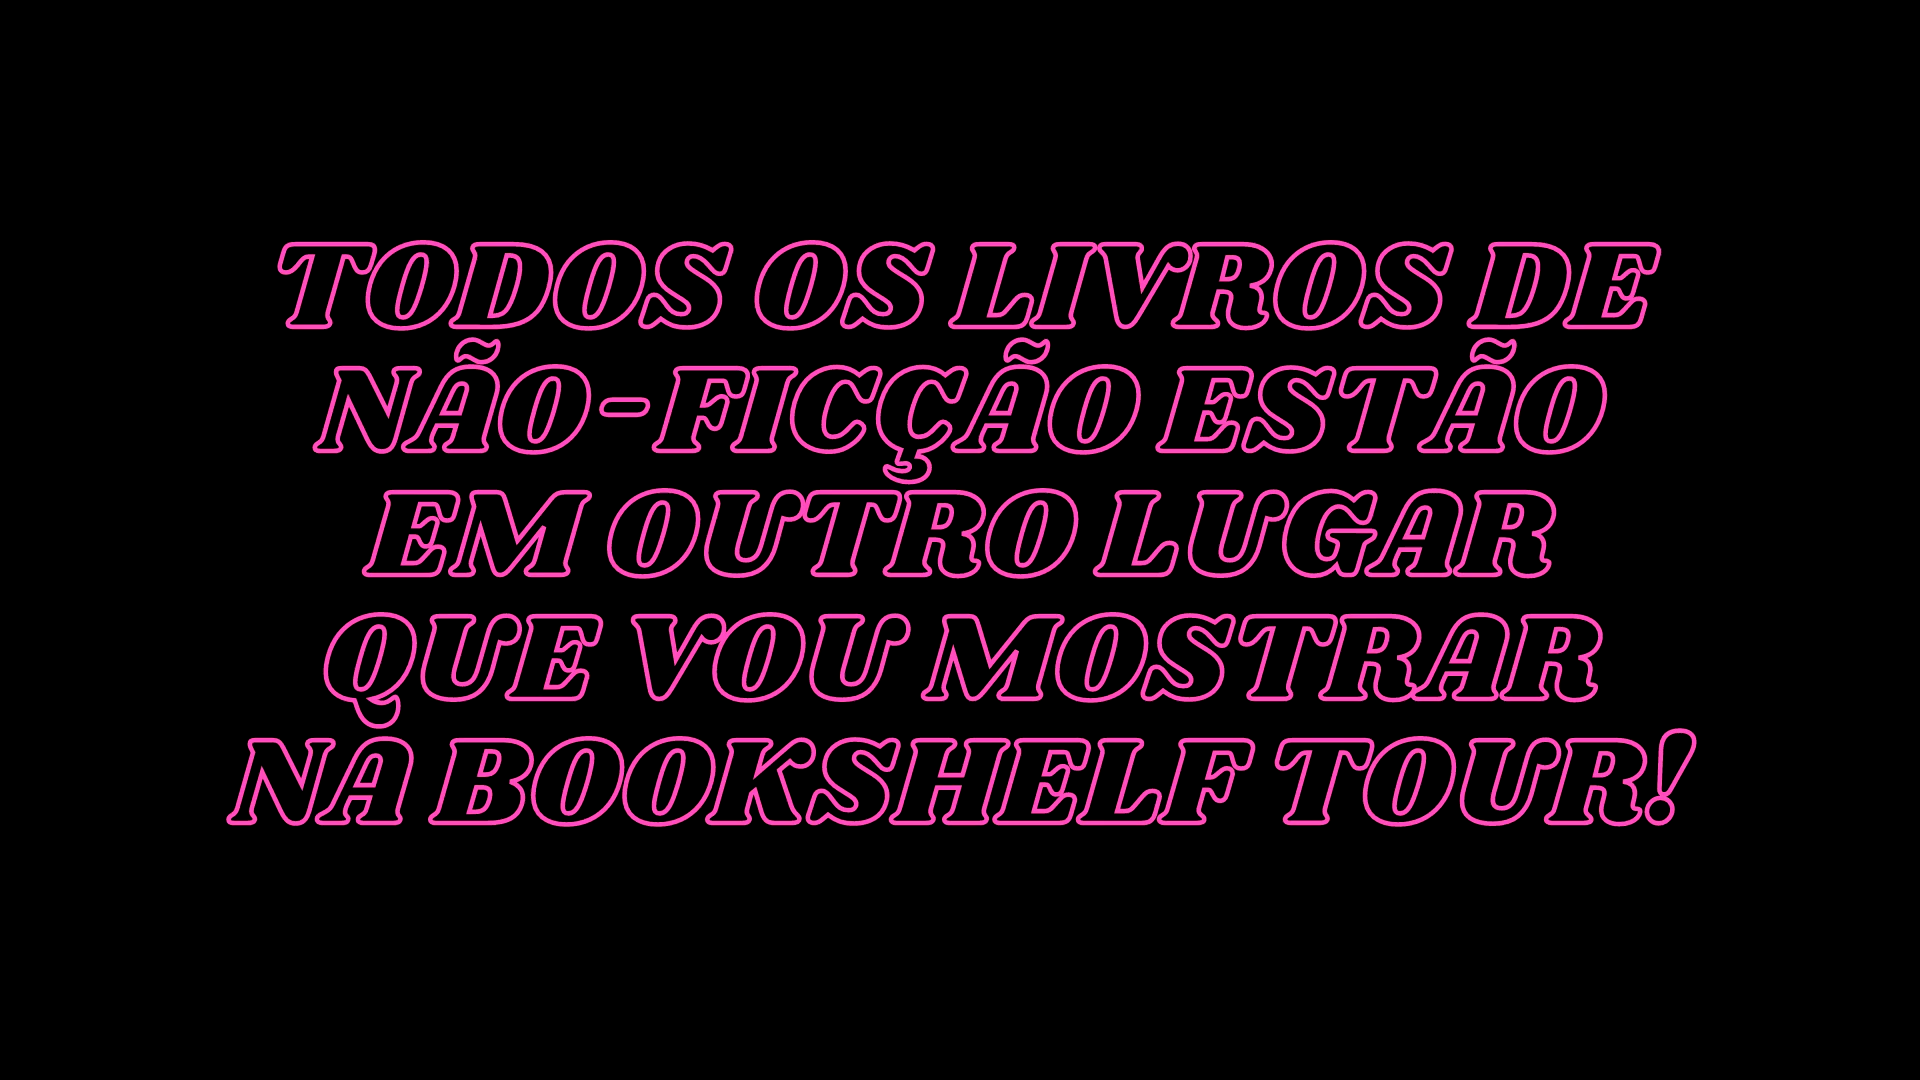 TODOS OS LIVROS DE
NÃO-FICÇÃO ESTÃO
EM OUTRO LUGAR
QUE VOU MOSTRAR
NA BOOKSHELF TOUR!